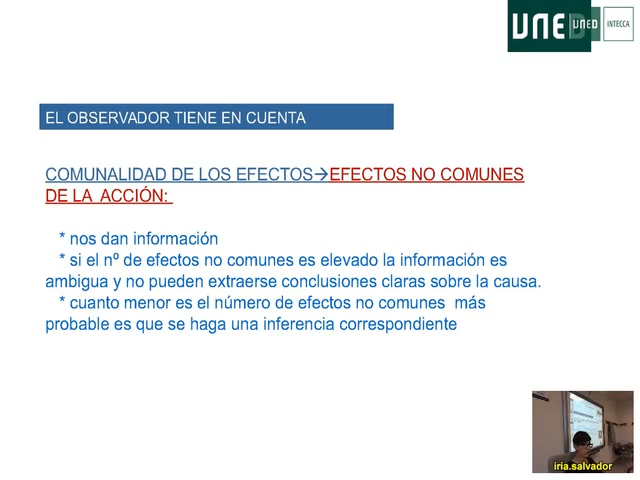 UNED
UNED
INTECCA
EL OBSERVADOR TIENE EN CUENTA
COMUNALIDAD DE LOS EFECTOS→EFECTOS NO COMUNES
DE LA ACCIÓN:
* nos dan información
* si el nº de efectos no comunes es elevado la información es
ambigua y no pueden extraerse conclusiones claras sobre la causa.
* cuanto menor es el número de efectos no comunes más
probable es que se haga una inferencia correspondiente
iria.salvador